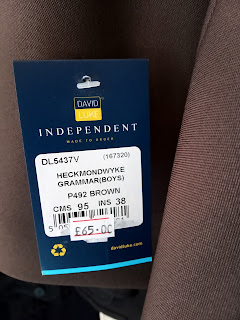 DAVID
LUKE
INDEPENDENT
MADE TO ORDER
DL5437V (167320)
HECKMONDWYKE
GRAMMAR(BOYS)
P492 BROWN
CMS 95 INS 38
£65.00
davidluke.com